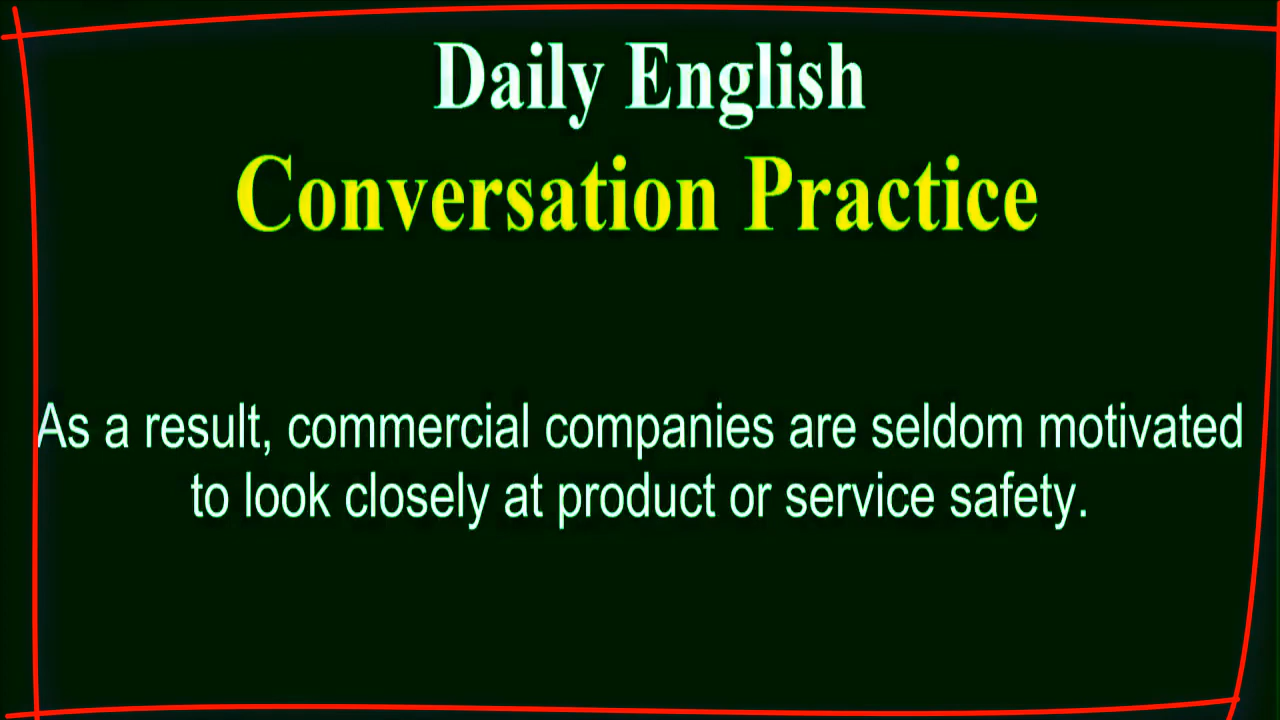 Daily English
Conversation Practice
As a result, commercial companies are seldom motivated
to look closely at product or service safety.